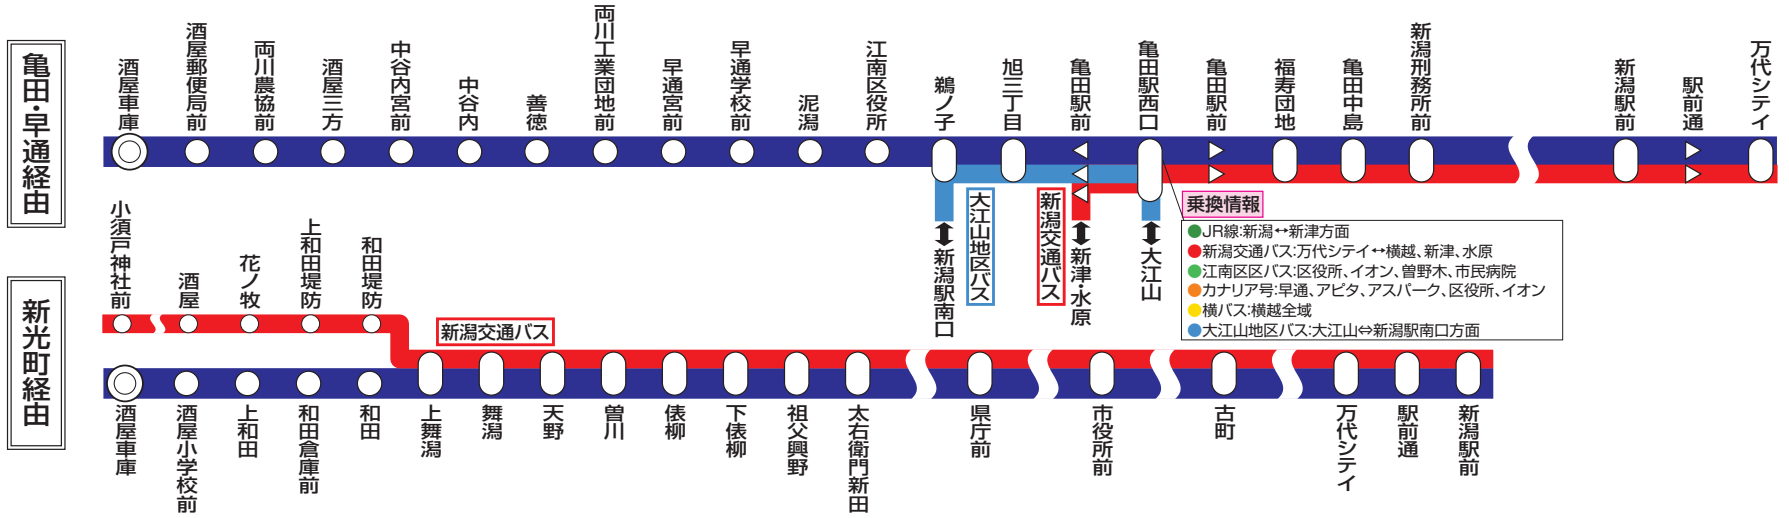 亀田・早通経由
酒屋車庫
酒屋郵便局前
両川農協前
酒屋三方
中谷内宮前
中谷内
善徳
両川工業団地前
早通宮前
早通学校前
泥潟
江南区役所
鵜ノ子
旭三丁目
亀田駅前
亀田駅西口
亀田駅前
福寿団地
亀田中島
新潟刑務所前
新潟駅前
駅前通
万代シテイ
新潟駅南口
大江山地区バス
新潟交通バス
新津・水原
大江山
乗換情報
JR線:新潟↔新津方面
新潟交通バス:万代シテイ↔横越、新津、水原
江南区区バス:区役所、イオン、曽野木、市民病院
カナリア号:早通、アピタ、アスパーク、区役所、イオン
横バス:横越全域
大江山地区バス:大江山⇔新潟駅南口方面
新光町経由
小須戸神社前
酒屋
花ノ牧
上和田堤防
和田堤防
新潟交通バス
酒屋車庫
酒屋小学校前
上和田
和田倉庫前
和田
上舞潟
舞潟
天野
曽川
俵柳
下俵柳
祖父興野
太右衛門新田
県庁前
市役所前
古町
万代シテイ
駅前通
新潟駅前